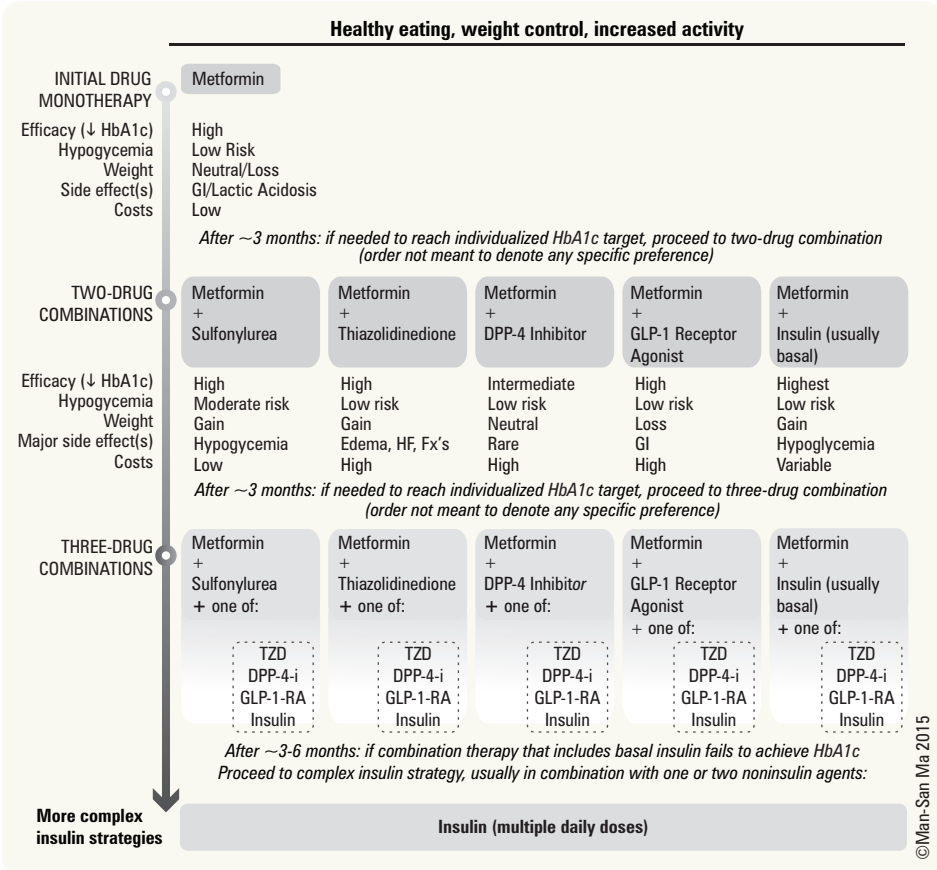 Healthy eating, weight control, increased activity
INITIAL DRUG
MONOTHERAPY
Metformin
Efficacy (↓ HbA1c) High
Hypogycemia Low Risk
Weight Neutral/Loss
Side effect(s) GI/Lactic Acidosis
Costs Low
After ~3 months: if needed to reach individualized HbA1c target, proceed to two-drug combination
(order not meant to denote any specific preference)
TWO-DRUG
COMBINATIONS
Metformin
+
Sulfonylurea
Metformin
+
Thiazolidinedione
Metformin
+
DPP-4 Inhibitor
Metformin
+
GLP-1 Receptor
Agonist
Metformin
+
Insulin (usually
basal)
Efficacy (↓ HbA1c) High High Intermediate High Highest
Hypogycemia Moderate risk Low risk Low risk Low risk Low risk
Weight Gain Gain Neutral Loss Gain
Major side effect(s) Hypogycemia Edema, HF, Fx's Rare GI Hypoglycemia
Costs Low High High High Variable
After ~3 months: if needed to reach individualized HbA1c target, proceed to three-drug combination
(order not meant to denote any specific preference)
THREE-DRUG
COMBINATIONS
Metformin
+
Sulfonylurea
+ one of:
TZD
DPP-4-i
GLP-1-RA
Insulin
Metformin
+
Thiazolidinedione
+ one of:
TZD
DPP-4-i
GLP-1-RA
Insulin
Metformin
+
DPP-4 Inhibitor
+ one of:
TZD
DPP-4-i
GLP-1-RA
Insulin
Metformin
+
GLP-1 Receptor
Agonist
+ one of:
TZD
DPP-4-i
GLP-1-RA
Insulin
Metformin
+
Insulin (usually
basal)
+ one of:
TZD
DPP-4-i
GLP-1-RA
Insulin
After ~3-6 months: if combination therapy that includes basal insulin fails to achieve HbA1c
Proceed to complex insulin strategy, usually in combination with one or two noninsulin agents:
More complex
insulin strategies
Insulin (multiple daily doses)
©Man-San Ma 2015